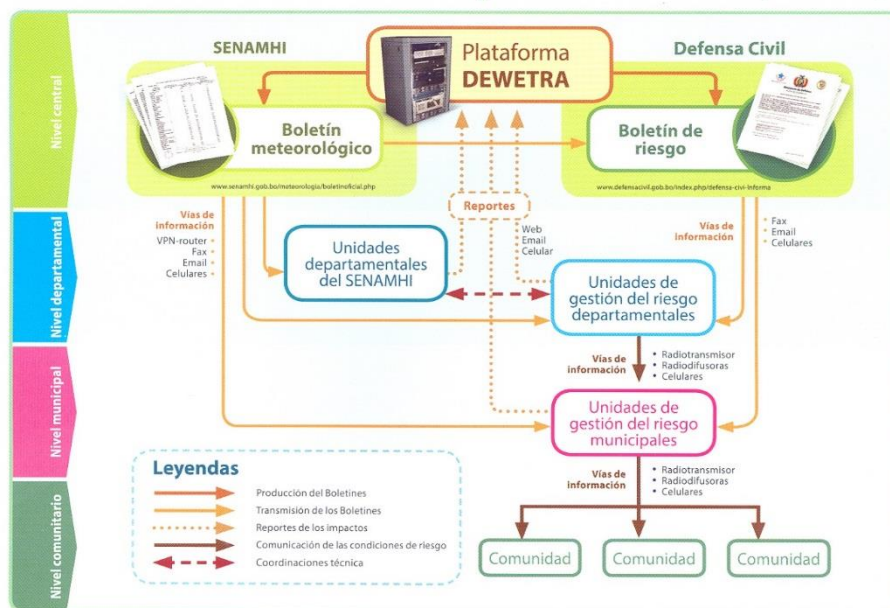 SENAMHI
Plataforma
DEWETRA
Defensa Civil
Nivel central
Boletín
meteorológico
www.senamhi.gob.bo/meteorologia/boletinoficial.php
Boletín de
riesgo
www.defensacivil.gob.bo/index.php/defensa-civi-informa
Reportes
Nivel departamental
Vías de
información
VPN-router
Fax
Email
Celulares
Unidades
departamentales
del SENAMHI
Web
Email
Celular
Vías de
información
Fax
Email
Celulares
Unidades de
gestión del riesgo
departamentales
Vías de
información
Radiotransmisor
Radiodifusoras
Celulares
Nivel municipal
Unidades de
gestión del riesgo
municipales
Vías de
información
Radiotransmisor
Radiodifusoras
Celulares
Nivel comunitario
Leyendas
Producción del Boletines
Transmisión de los Boletines
Reportes de los impactos
Comunicación de las condiciones de riesgo
Coordinaciones técnica
Comunidad
Comunidad
Comunidad